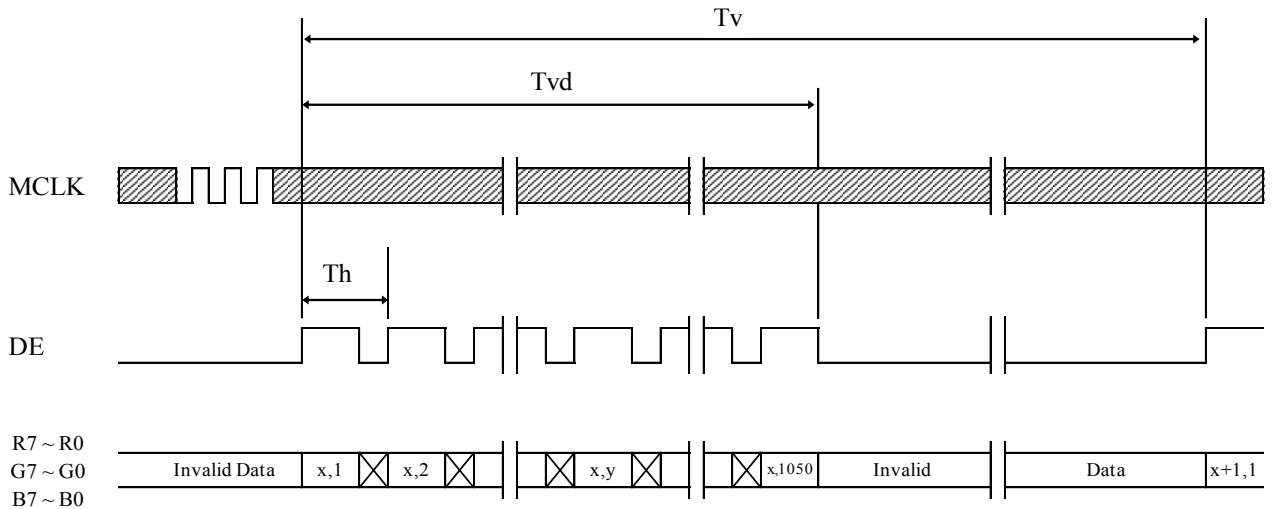 Tv
Tvd
MCLK
Th
DE
R7 ~ R0
G7 ~ G0
B7 ~ B0
Invalid Data x,1 x,2 x,y x,1050 Invalid Data x+1,1